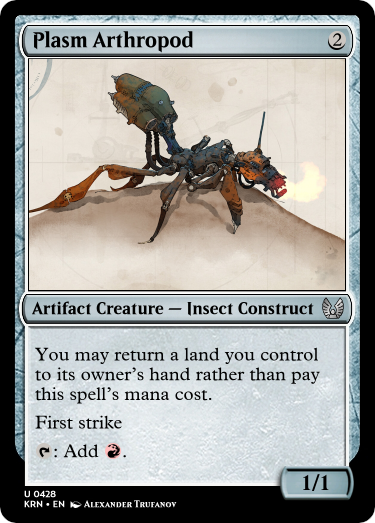 Plasm Arthropod 2
Artifact Creature — Insect Construct
You may return a land you control
to its owner's hand rather than pay
this spell's mana cost.
First strike
: Add .
1/1
U 0428
KRN • EN Alexander Trufanov